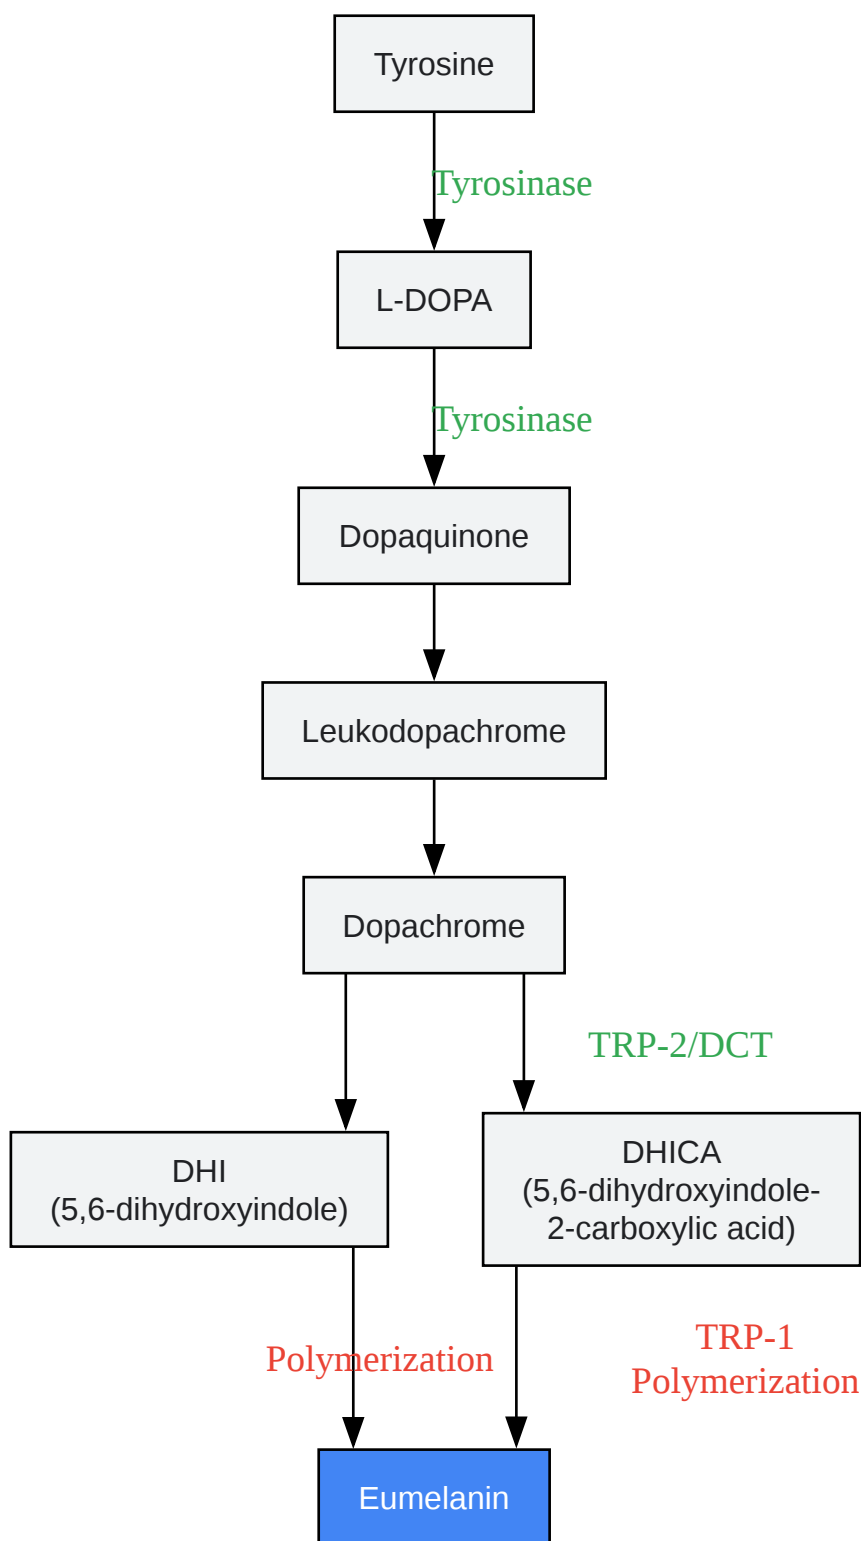 Tyrosine
Tyrosinase
L-DOPA
Tyrosinase
Dopaquinone
Leukodopachrome
Dopachrome
TRP-2/DCT
DHI
(5,6-dihydroxyindole)
DHICA
(5,6-dihydroxyindole-
2-carboxylic acid)
Polymerization
TRP-1
Polymerization
Eumelanin